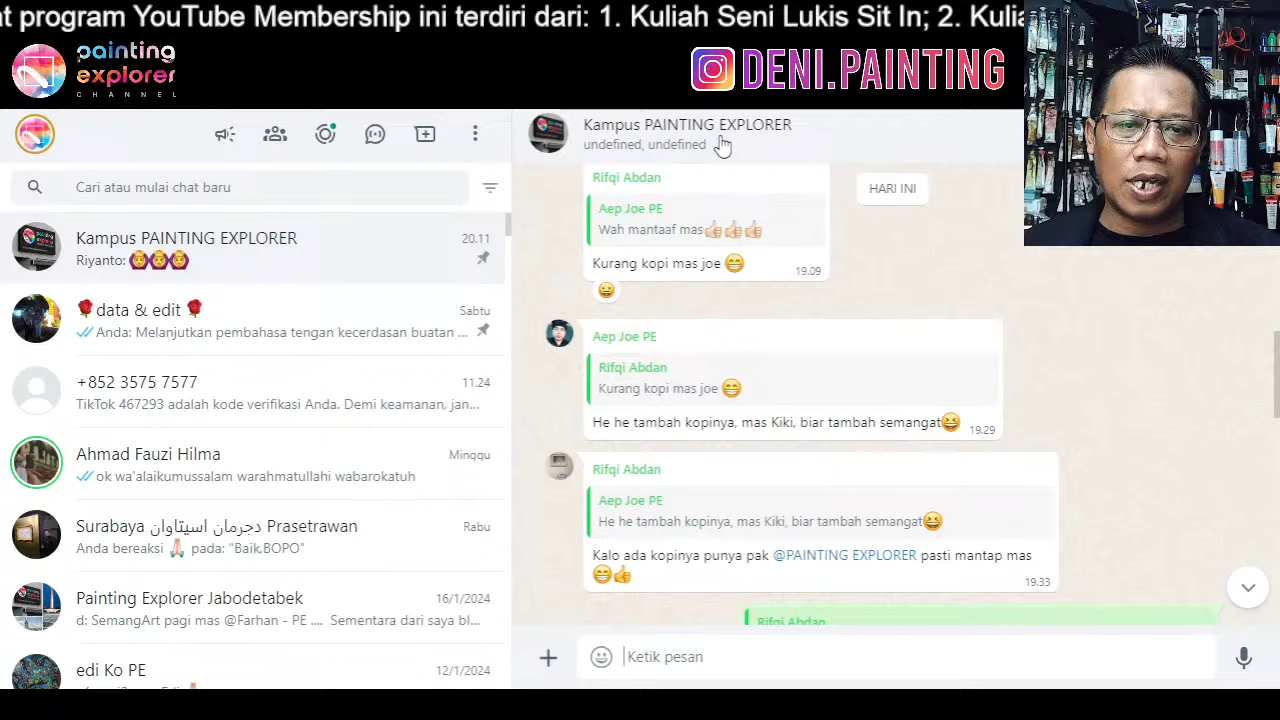 at program YouTube Membership ini terdiri dari: 1. Kuliah Seni Lukis Sit In; 2. Kulia
painting
explorer
CHANNEL
DENI.PAINTING
Cari atau mulai chat baru
Kampus PAINTING EXPLORER
20.11
Riyanto: 🙆‍♀️🙆‍♀️🙆‍♀️
🌹data & edit 🌹
Sabtu
Anda: Melanjutkan pembahasa tengan kecerdasan buatan ...
+852 3575 7577
11.24
TikTok 467293 adalah kode verifikasi Anda. Demi keamanan, jan...
Ahmad Fauzi Hilma
Minggu
ok wa'alaikumussalam warahmatullahi wabarokatuh
Surabaya دجرمان اسيتاوان Prasetrawan
Rabu
Anda bereaksi 🙏🏻 pada: "Baik,BOPO"
Painting Explorer Jabodetabek
16/1/2024
d: SemangArt pagi mas @Farhan - PE .... Sementara dari saya bl...
edi Ko PE
12/1/2024
Kampus PAINTING EXPLORER
undefined, undefined
HARI INI
Rifqi Abdan
Aep Joe PE
Wah mantaaf mas👍🏻👍🏻👍🏻
Kurang kopi mas joe 😁
19.09
Aep Joe PE
Rifqi Abdan
Kurang kopi mas joe 😁
He he tambah kopinya, mas Kiki, biar tambah semangat😆
19.29
Rifqi Abdan
Aep Joe PE
He he tambah kopinya, mas Kiki, biar tambah semangat😆
Kalo ada kopinya punya pak @PAINTING EXPLORER pasti mantap mas
😁👍
19.33
Rifqi Abdan
Ketik pesan